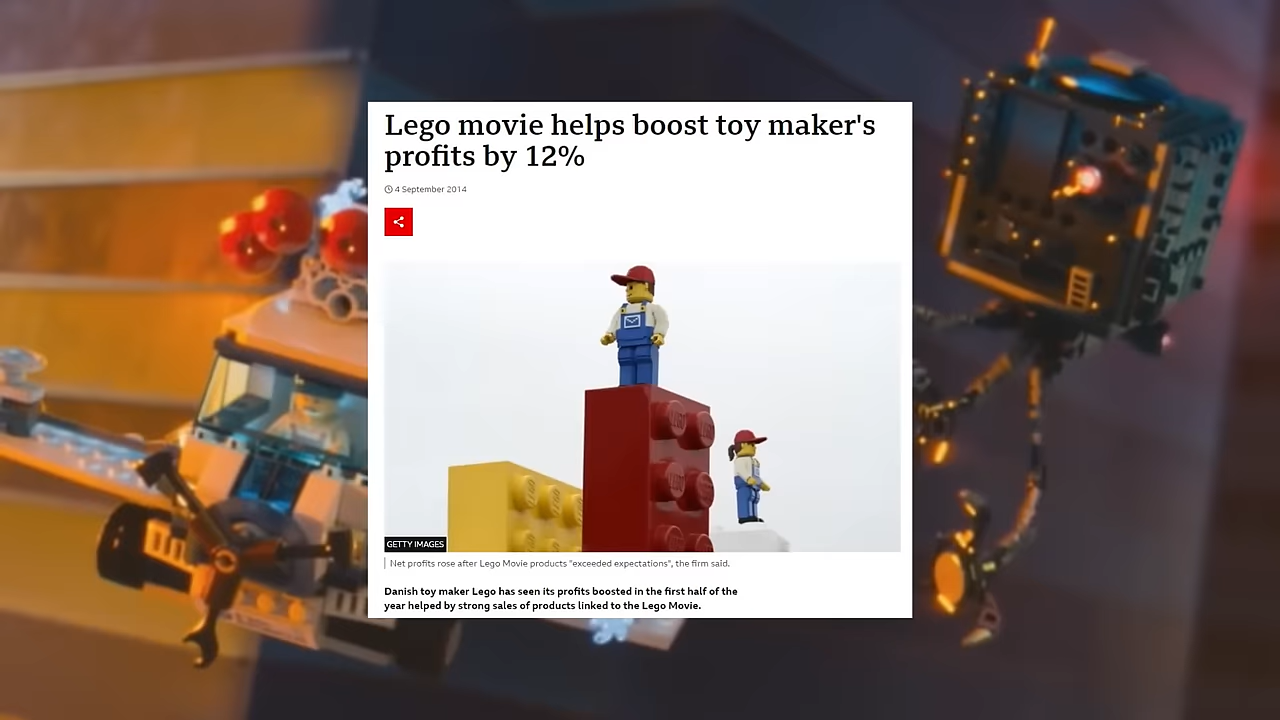 Lego movie helps boost toy maker's
profits by 12%
4 September 2014
GETTY IMAGES
Net profits rose after Lego Movie products "exceeded expectations", the firm said.
Danish toy maker Lego has seen its profits boosted in the first half of the
year helped by strong sales of products linked to the Lego Movie.